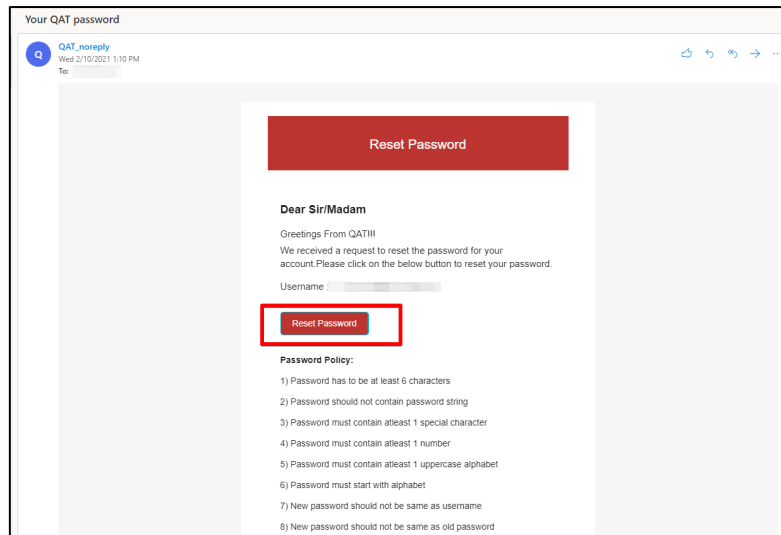 Your QAT password
Q
QAT_noreply
Wed 2/10/2021 1:10 PM
To:
Reset Password
Dear Sir/Madam
Greetings From QAT!!!
We received a request to reset the password for your
account.Please click on the below button to reset your password.
Username :
Reset Password
Password Policy:
1) Password has to be at least 6 characters
2) Password should not contain password string
3) Password must contain atleast 1 special character
4) Password must contain atleast 1 number
5) Password must contain atleast 1 uppercase alphabet
6) Password must start with alphabet
7) New password should not be same as username
8) New password should not be same as old password